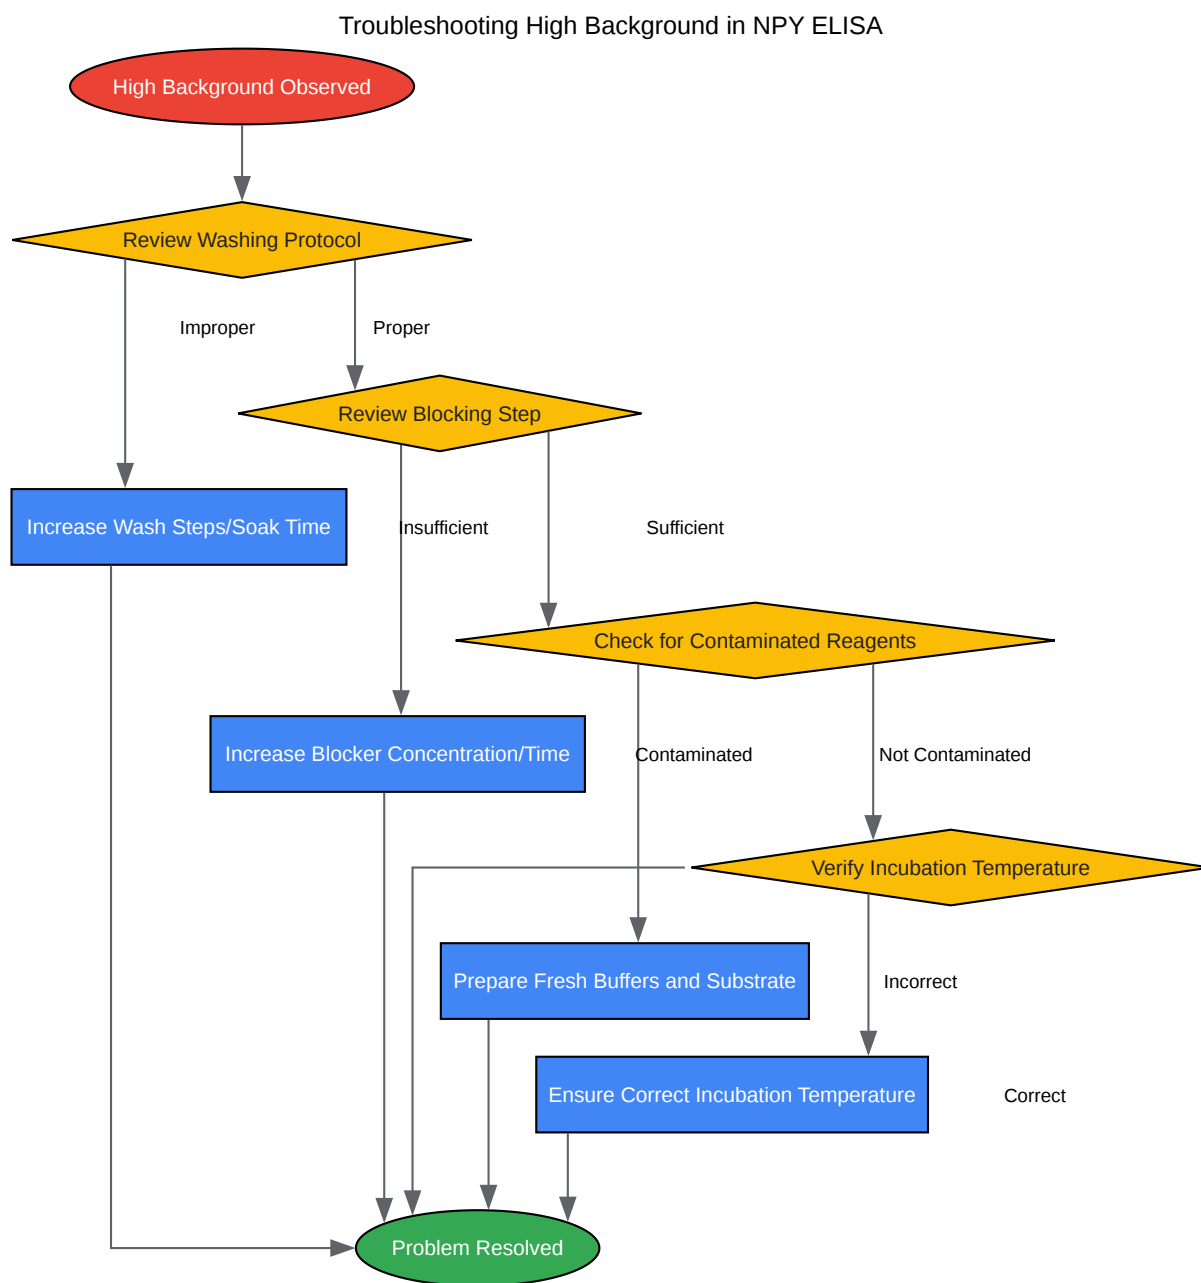 Troubleshooting High Background in NPY ELISA
High Background Observed
Review Washing Protocol
Improper
Proper
Review Blocking Step
Increase Wash Steps/Soak Time
Insufficient
Sufficient
Check for Contaminated Reagents
Increase Blocker Concentration/Time
Contaminated
Not Contaminated
Verify Incubation Temperature
Prepare Fresh Buffers and Substrate
Incorrect
Ensure Correct Incubation Temperature
Correct
Problem Resolved